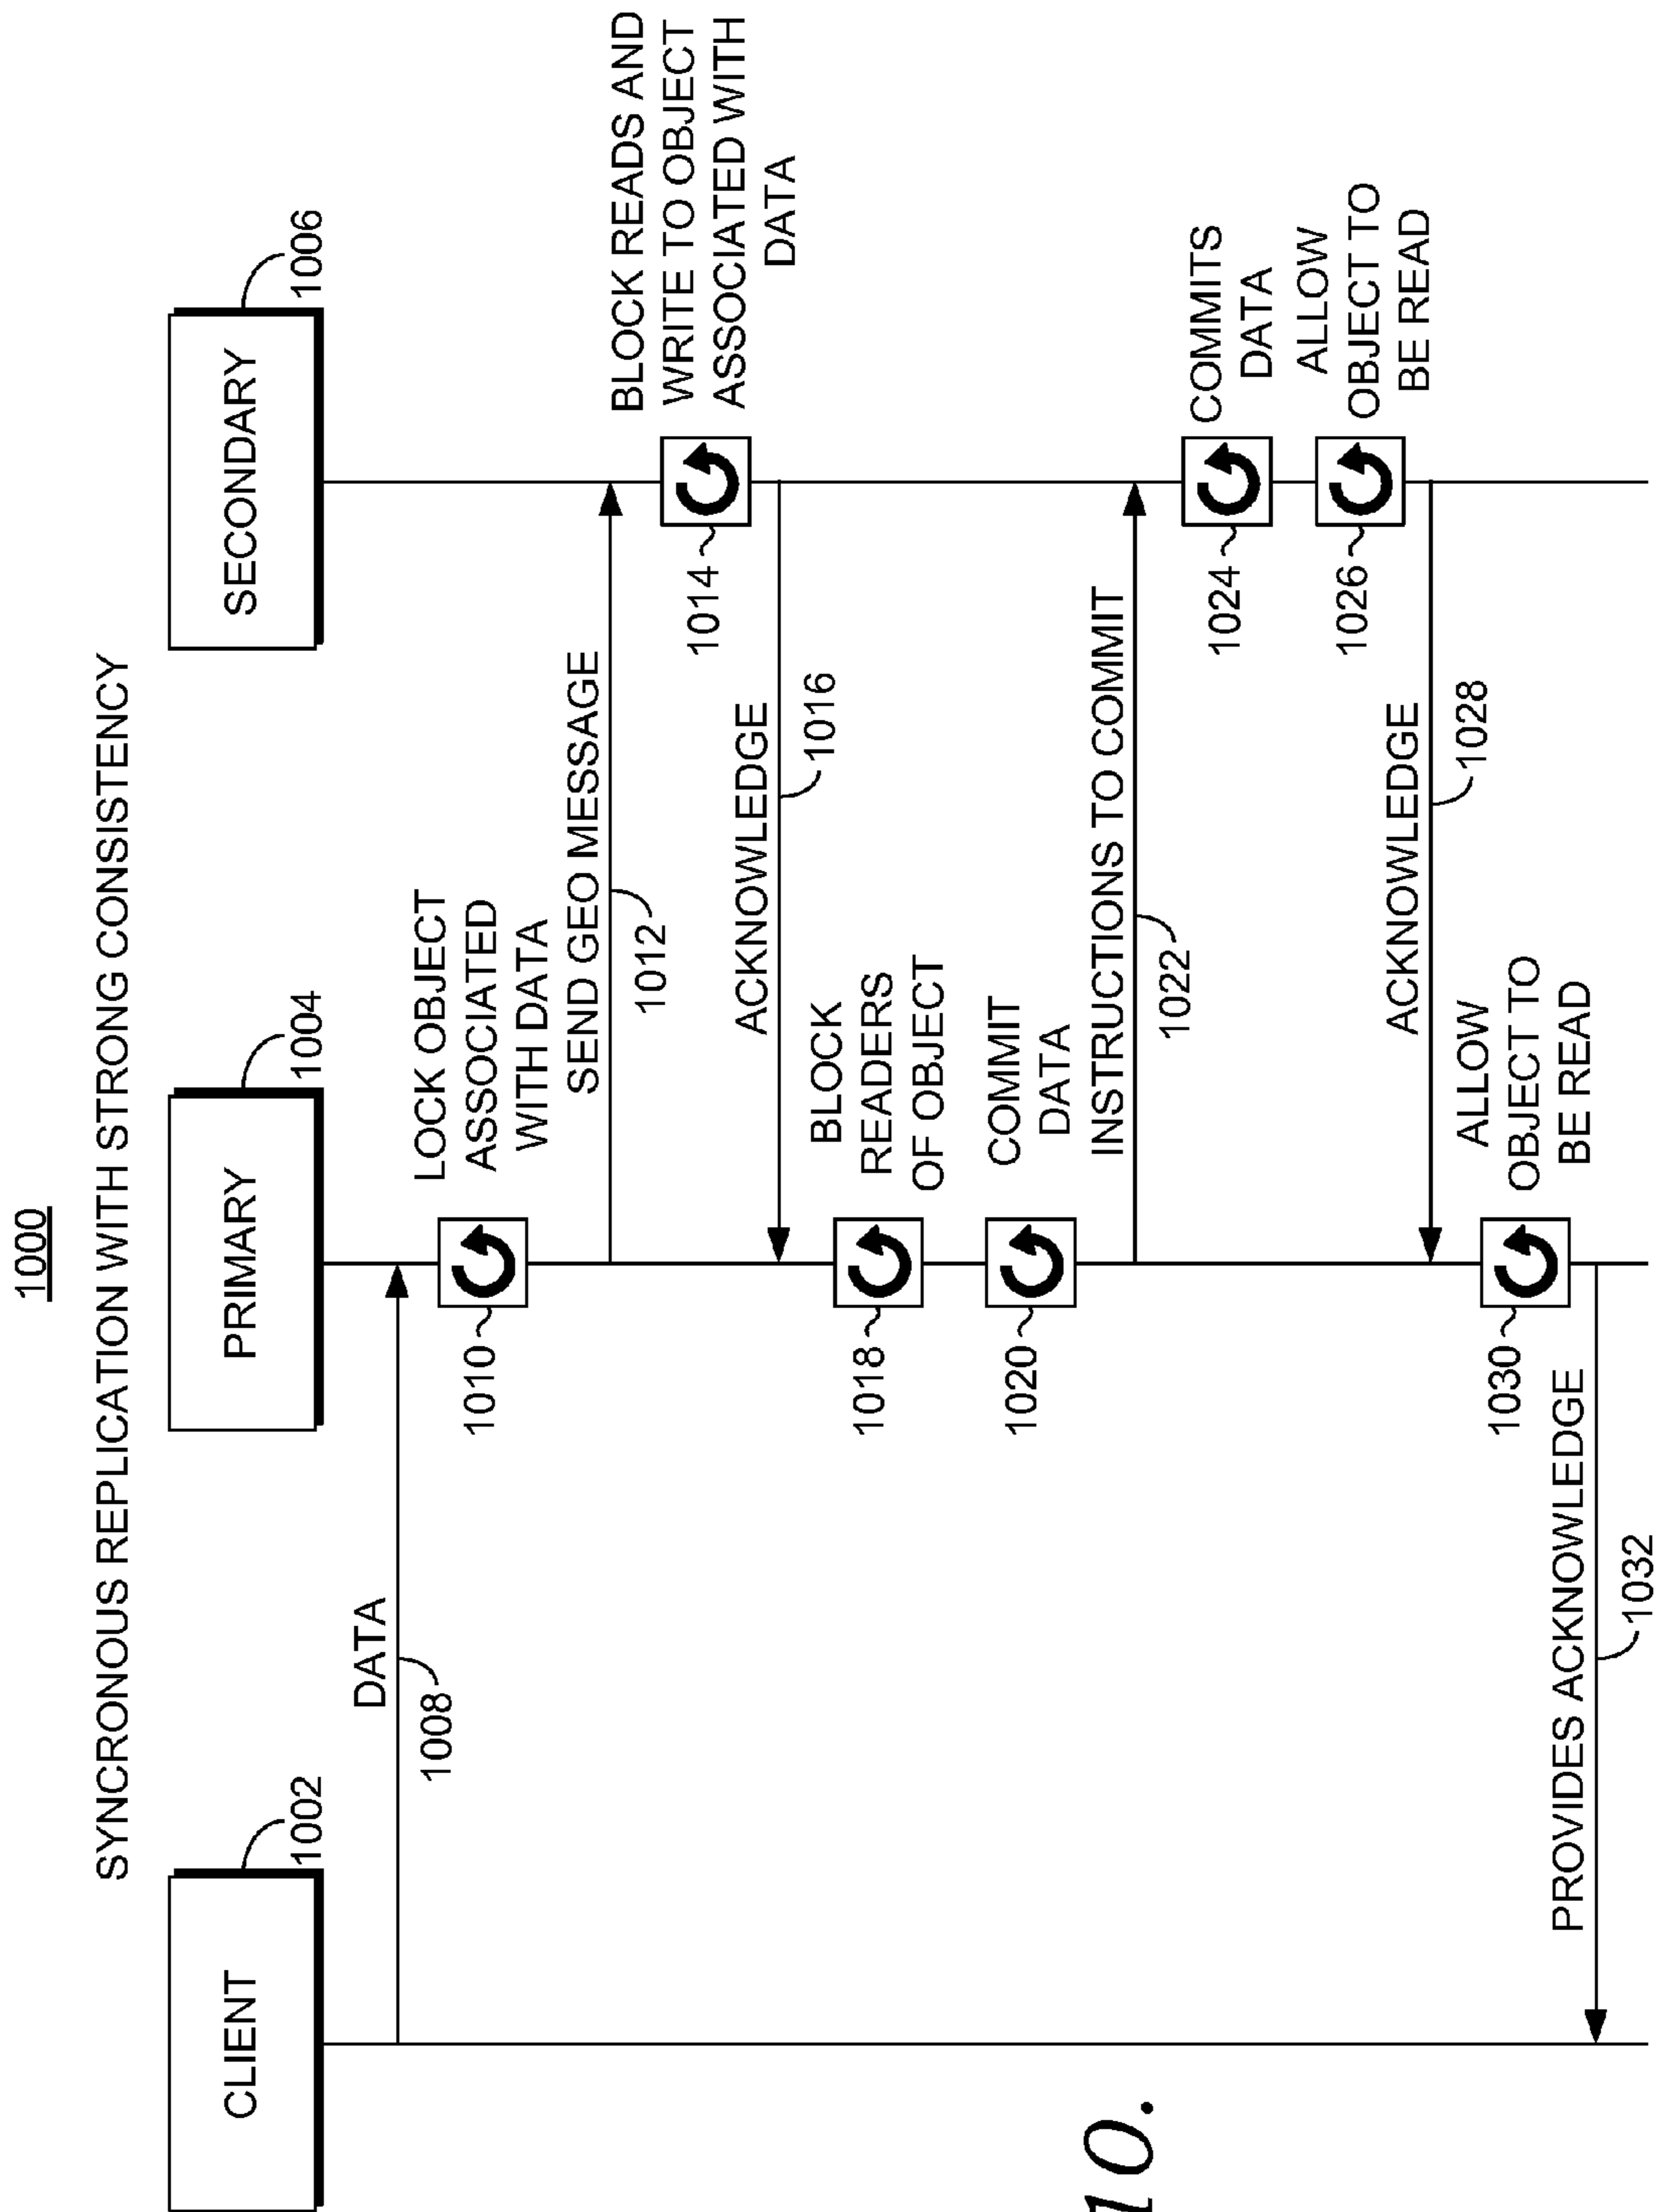 1000
SYNCRONOUS REPLICATION WITH STRONG CONSISTENCY
CLIENT
1002
PRIMARY
1004
SECONDARY
1006
DATA
1008
LOCK OBJECT
ASSOCIATED
WITH DATA
1010
SEND GEO MESSAGE
1012
BLOCK READS AND
WRITE TO OBJECT
ASSOCIATED WITH
DATA
1014
ACKNOWLEDGE
1016
BLOCK
READERS
OF OBJECT
1018
COMMIT
DATA
1020
INSTRUCTIONS TO COMMIT
1022
COMMITS
DATA
1024
ALLOW
OBJECT TO
BE READ
1026
ACKNOWLEDGE
1028
ALLOW
OBJECT TO
BE READ
1030
PROVIDES ACKNOWLEDGE
1032
10.